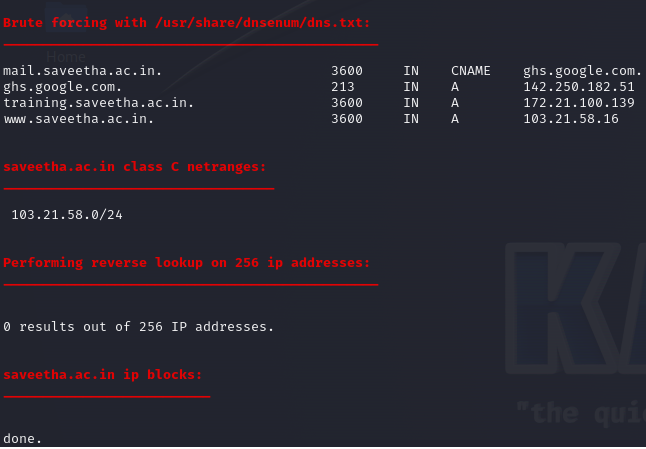 Home
Brute forcing with /usr/share/dnsenum/dns.txt:
mail.saveetha.ac.in. 3600 IN CNAME ghs.google.com.
ghs.google.com. 213 IN A 142.250.182.51
training.saveetha.ac.in. 3600 IN A 172.21.100.139
www.saveetha.ac.in. 3600 IN A 103.21.58.16
saveetha.ac.in class C netranges:
103.21.58.0/24
Performing reverse lookup on 256 ip addresses:
0 results out of 256 IP addresses.
saveetha.ac.in ip blocks:
"the
done.